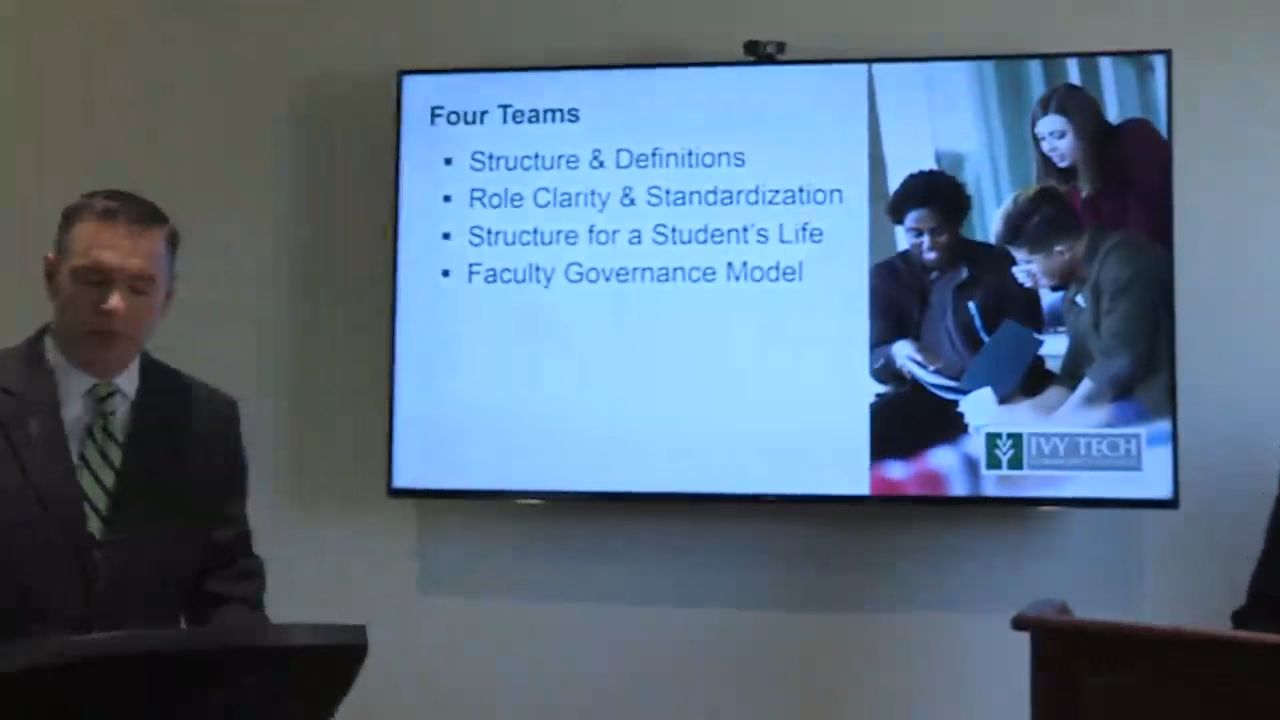 Four Teams
▪ Structure & Definitions
▪ Role Clarity & Standardization
▪ Structure for a Student's Life
▪ Faculty Governance Model
IVY TECH